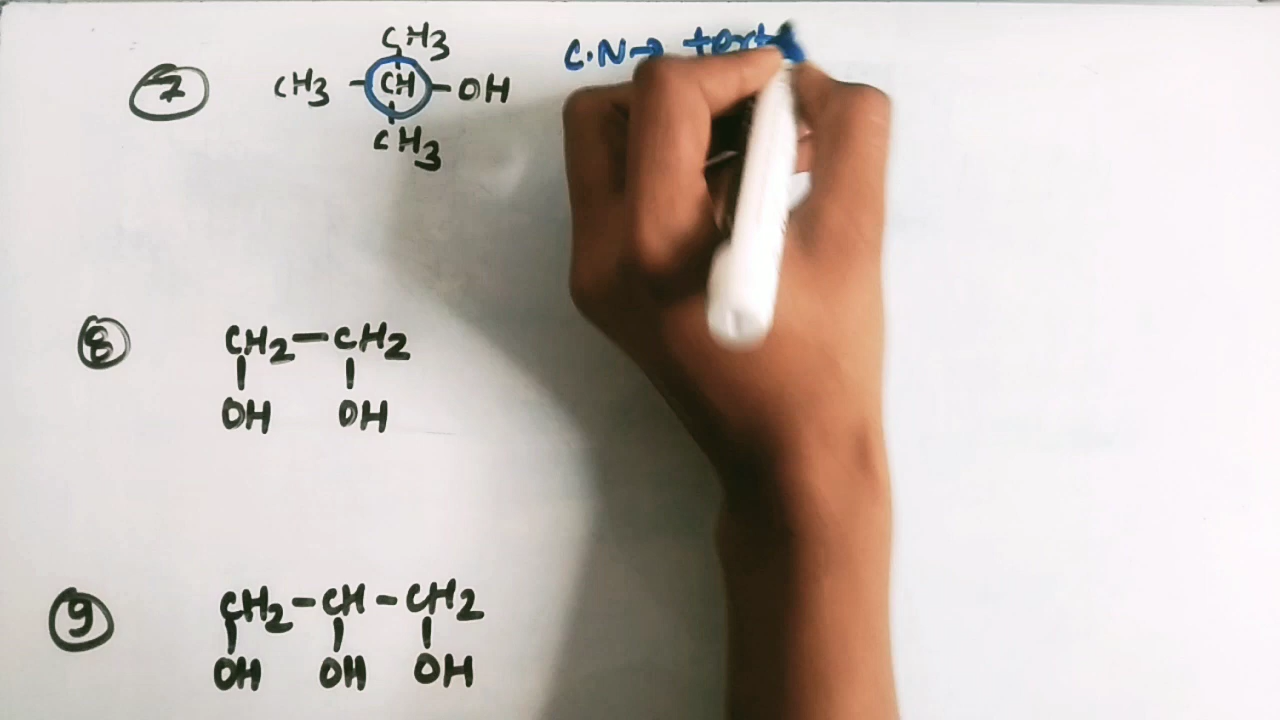 CH3
⑦ CH3 - CH - OH C.N→ tert
CH3
⑧ CH2 - CH2
OH OH
⑨ CH2 - CH - CH2
OH OH OH